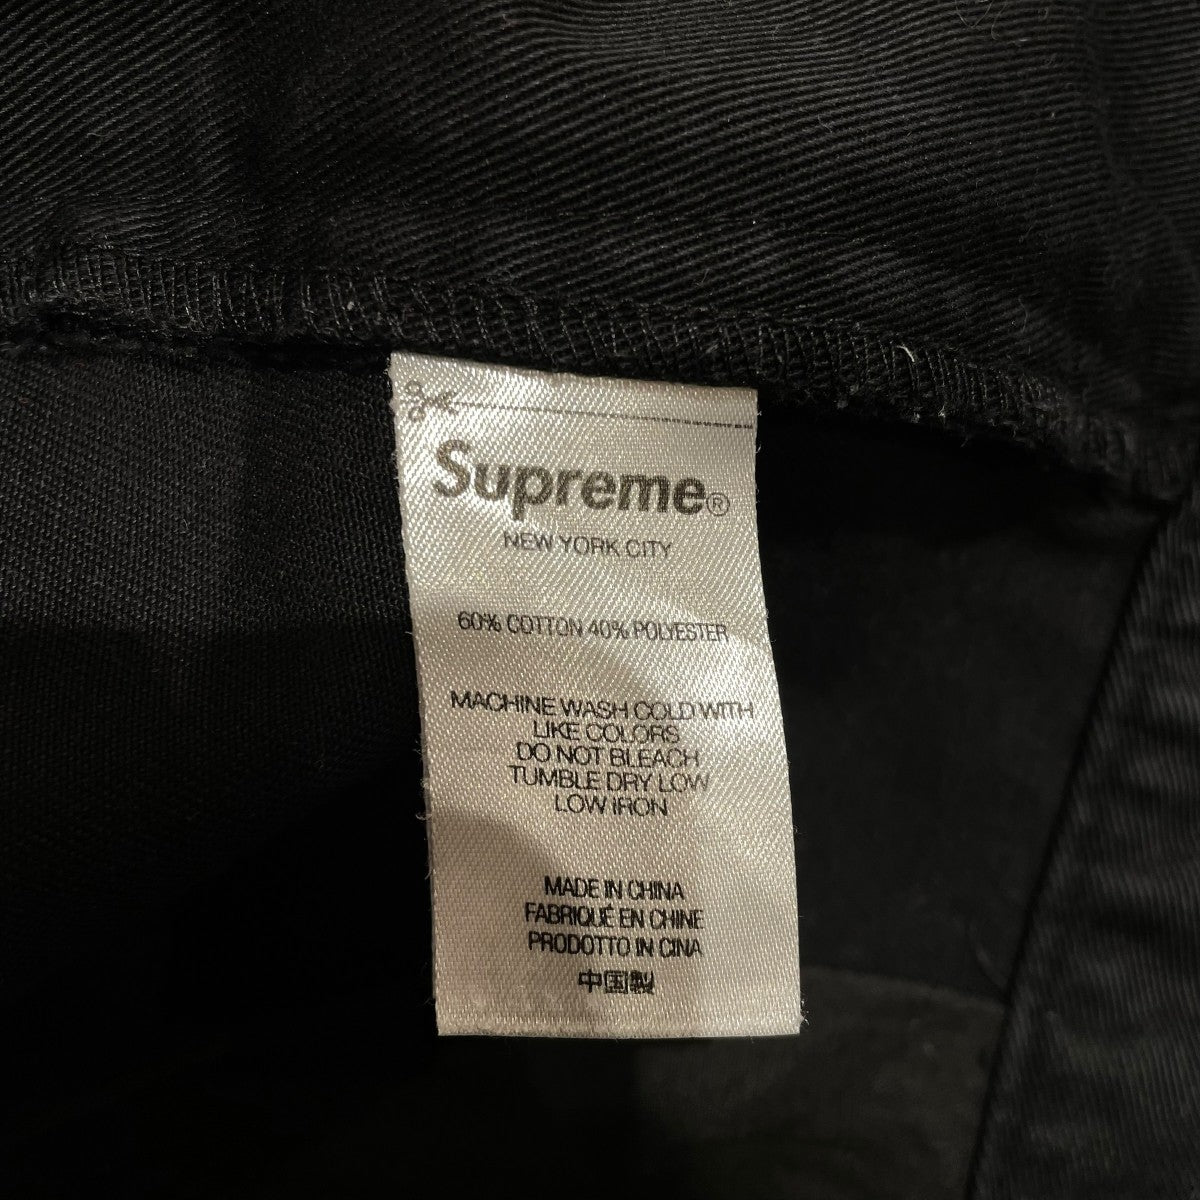 Supreme®
NEW YORK CITY
60% COTTON 40% POLYESTER
MACHINE WASH COLD WITH
LIKE COLORS
DO NOT BLEACH
TUMBLE DRY LOW
LOW IRON
MADE IN CHINA
FABRIQUÉ EN CHINE
PRODOTTO IN CINA
中国製